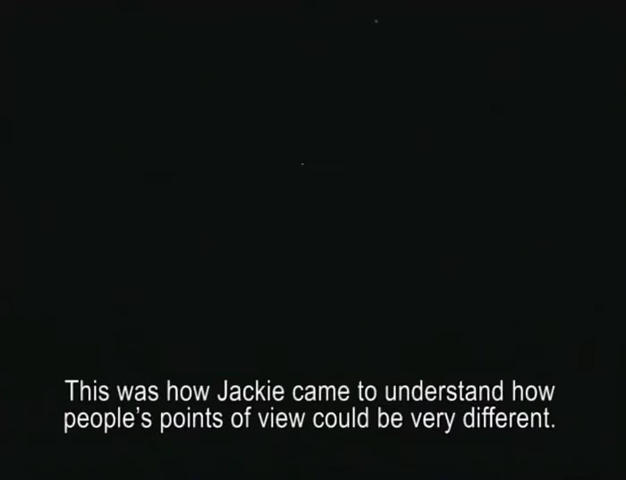 This was how Jackie came to understand how
people's points of view could be very different.